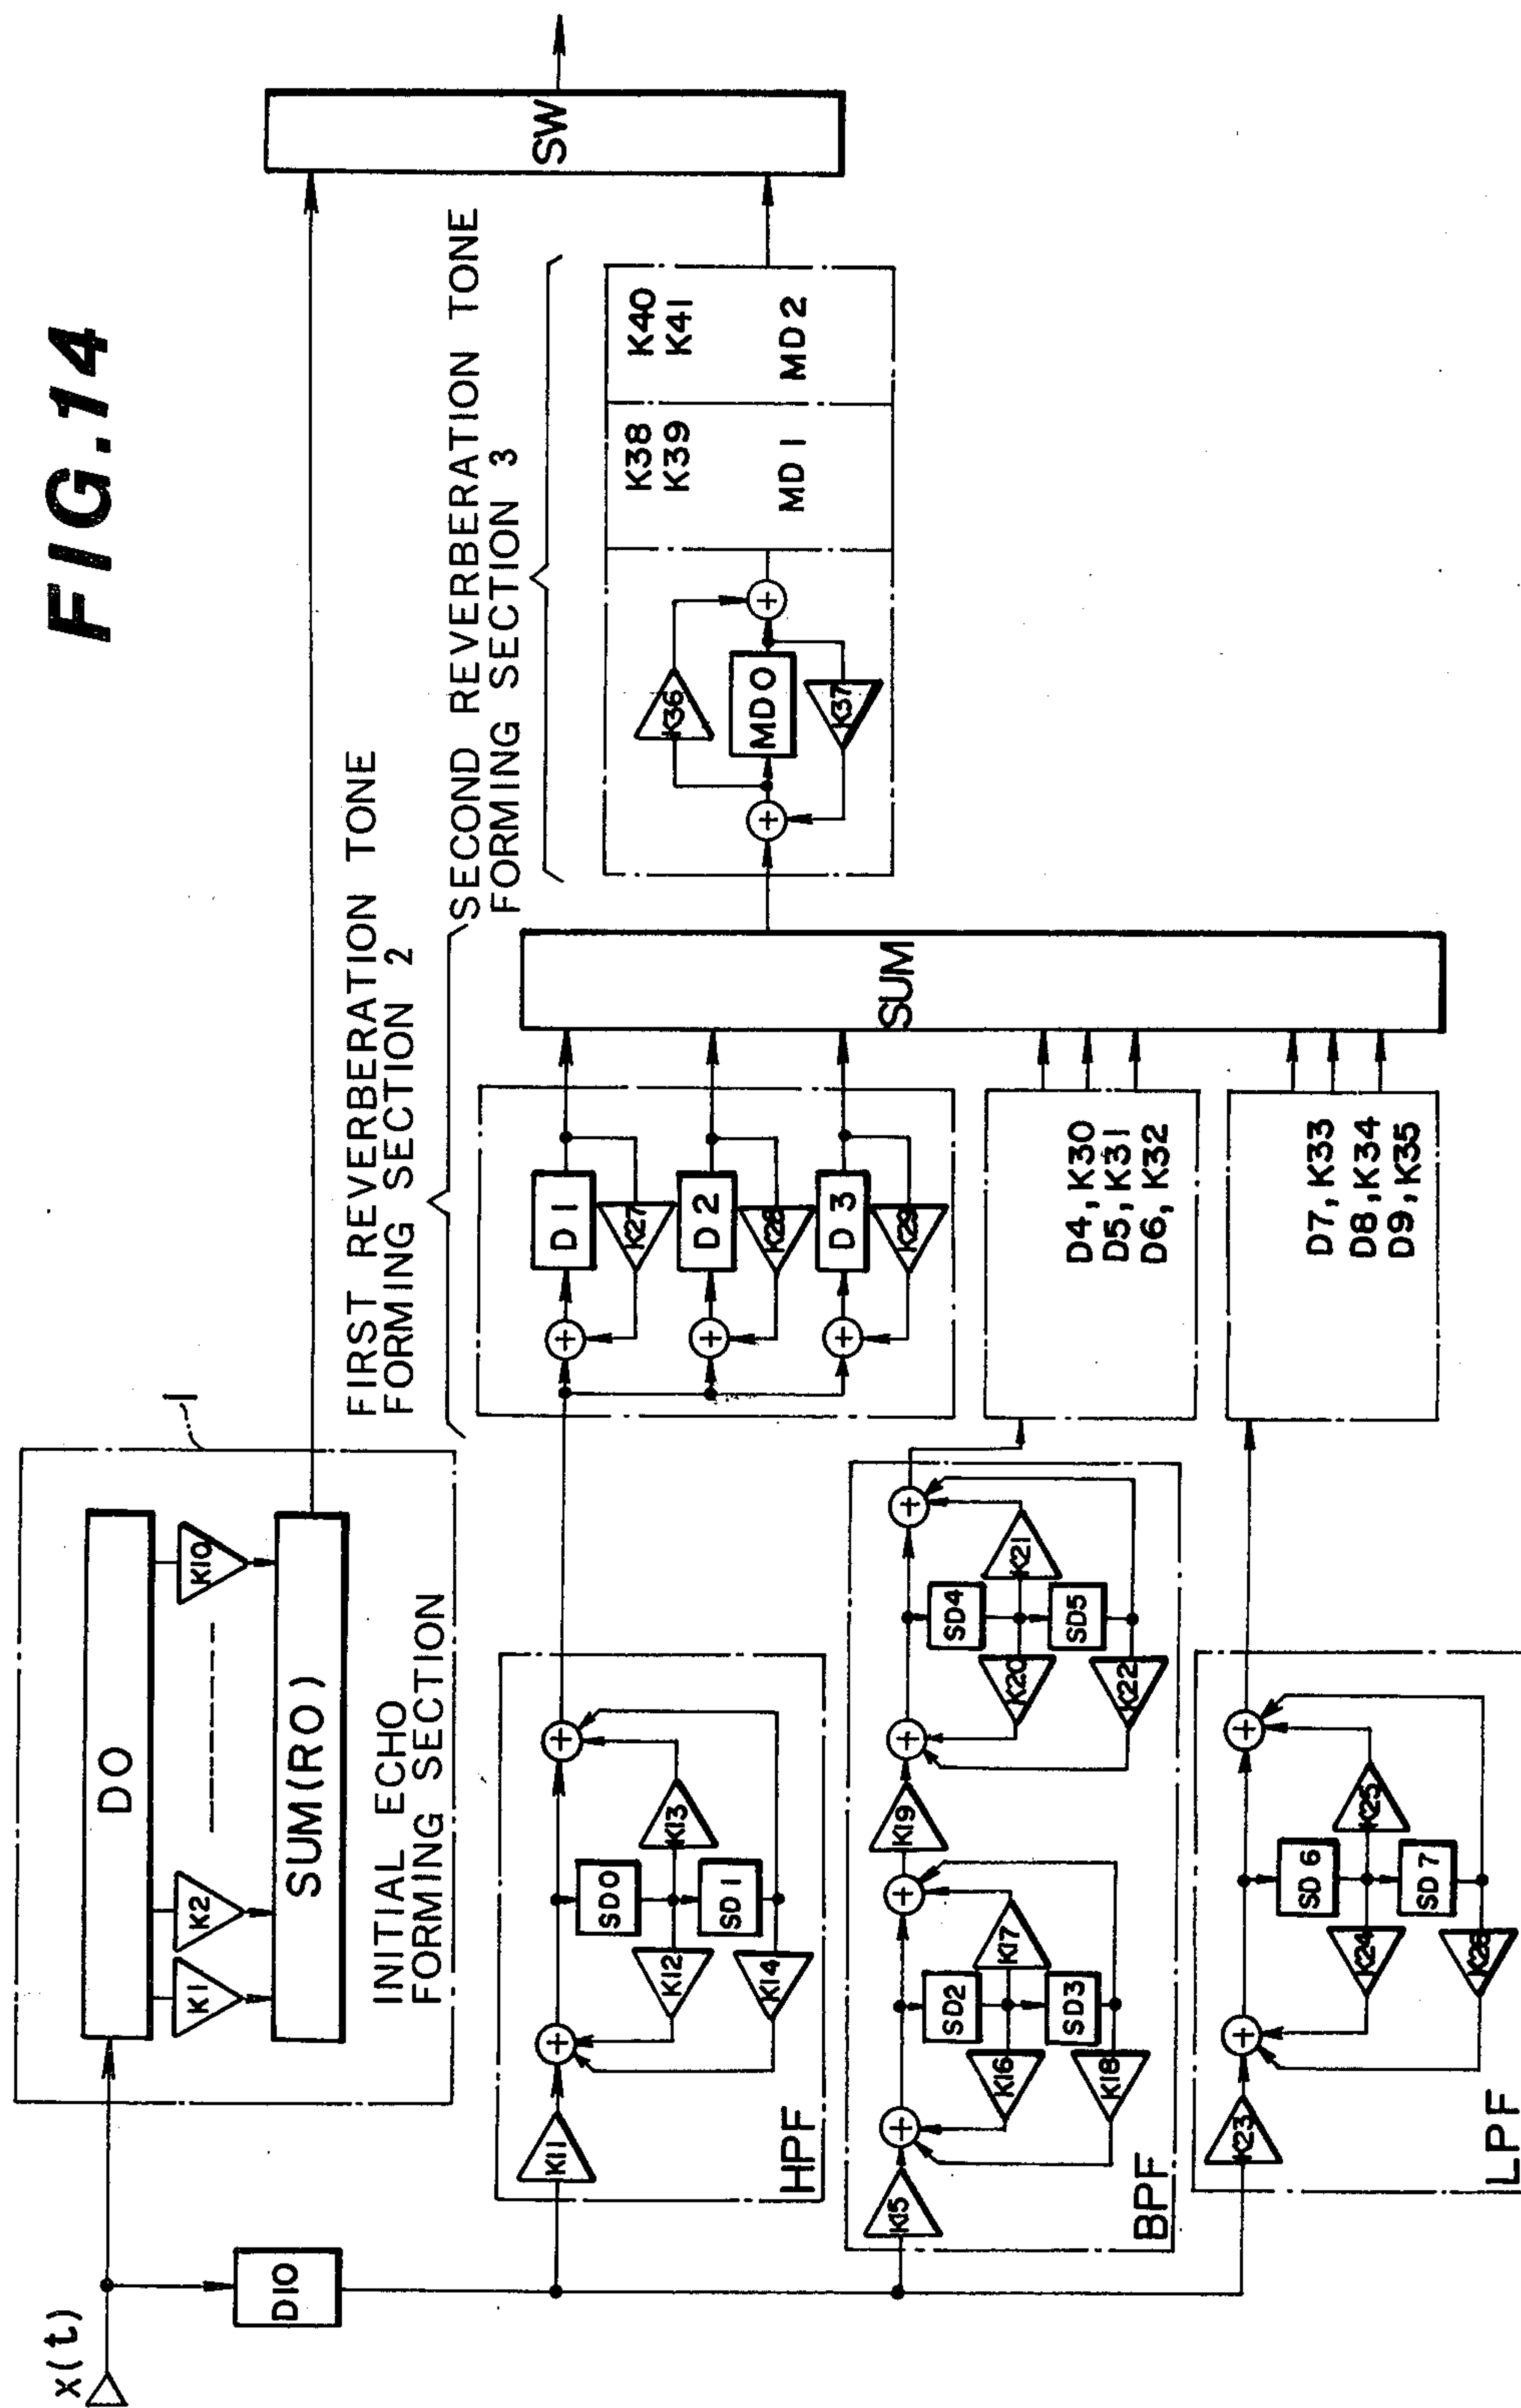 FIG.14
x(t)
D10
D0
K1
K2
K10
SUM(R0)
INITIAL ECHO
FORMING SECTION
1
FIRST REVERBERATION TONE
FORMING SECTION 2
SECOND REVERBERATION TONE
FORMING SECTION 3
SW
K11
SD0
K12
K13
SD1
K14
HPF
D1
K27
D2
K28
D3
K29
SUM
K36
MD0
K37
K38
K39
MD1
K40
K41
MD2
K15
SD2
K16
K17
SD3
K18
K19
SD4
K20
K21
SD5
K22
BPF
D4, K30
D5, K31
D6, K32
K23
SD6
K24
K25
SD7
K26
LPF
D7, K33
D8, K34
D9, K35